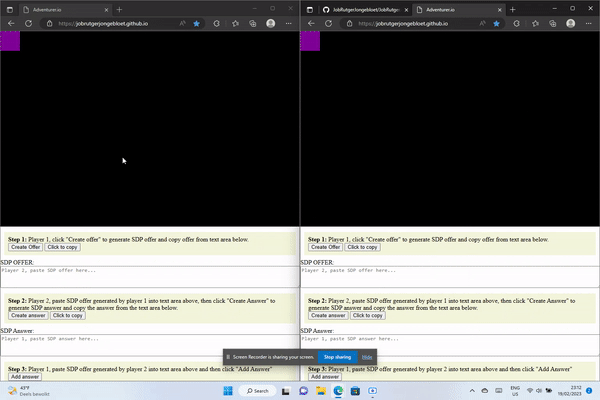 Adventurer.io
https://jobrutgerjongebloet.github.io
Step 1: Player 1, click "Create offer" to generate SDP offer and copy offer from text area below.
Create Offer Click to copy
SDP OFFER:
Player 2, paste SDP offer here...
Step 2: Player 2, paste SDP offer generated by player 1 into text area above, then click "Create Answer" to
generate SDP answer and copy the answer from the text area below.
Create answer Click to copy
SDP Answer:
Player 1, paste SDP answer here...
Step 3: Player 1, paste SDP answer generated by player 2 into text area above and then click "Add Answer"
Add answer
JobRutgerJongebloet/JobRutger
Adventurer.io
https://jobrutgerjongebloet.github.io
Step 1: Player 1, click "Create offer" to generate SDP offer and copy offer from text area below.
Create Offer Click to copy
SDP OFFER:
Player 2, paste SDP offer here...
Step 2: Player 2, paste SDP offer generated by player 1 into text area above, then click "Create Answer" to
generate SDP answer and copy the answer from the text area below.
Create answer Click to copy
SDP Answer:
Player 1, paste SDP answer here...
Step 3: Player 1, paste SDP answer generated by player 2 into text area above and then click "Add Answer"
Add answer
Screen Recorder is sharing your screen. Stop sharing Hide
43°F
Deels bewolkt
Search
ENG
US
23:12
19/02/2023